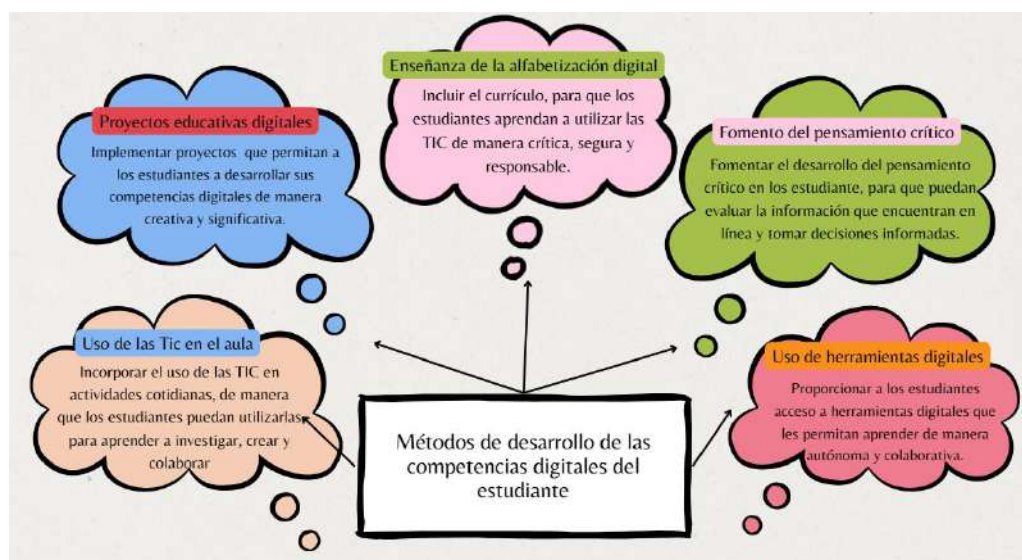 Enseñanza de la alfabetización digital
Incluir el currículo, para que los
estudiantes aprendan a utilizar las
TIC de manera crítica, segura y
responsable.
Proyectos educativas digitales
Implementar proyectos que permitan a
los estudiantes a desarrollar sus
competencias digitales de manera
creativa y significativa.
Fomento del pensamiento crítico
Fomentar el desarrollo del pensamiento
crítico en los estudiante, para que puedan
evaluar la información que encuentran en
línea y tomar decisiones informadas.
Uso de las Tic en el aula
Incorporar el uso de las TIC en
actividades cotidianas, de manera
que los estudiantes puedan utilizarlas
para aprender a investigar, crear y
colaborar
Uso de herramientas digitales
Proporcionar a los estudiantes
acceso a herramientas digitales que
les permitan aprender de manera
autónoma y colaborativa.
Métodos de desarrollo de las
competencias digitales del
estudiante